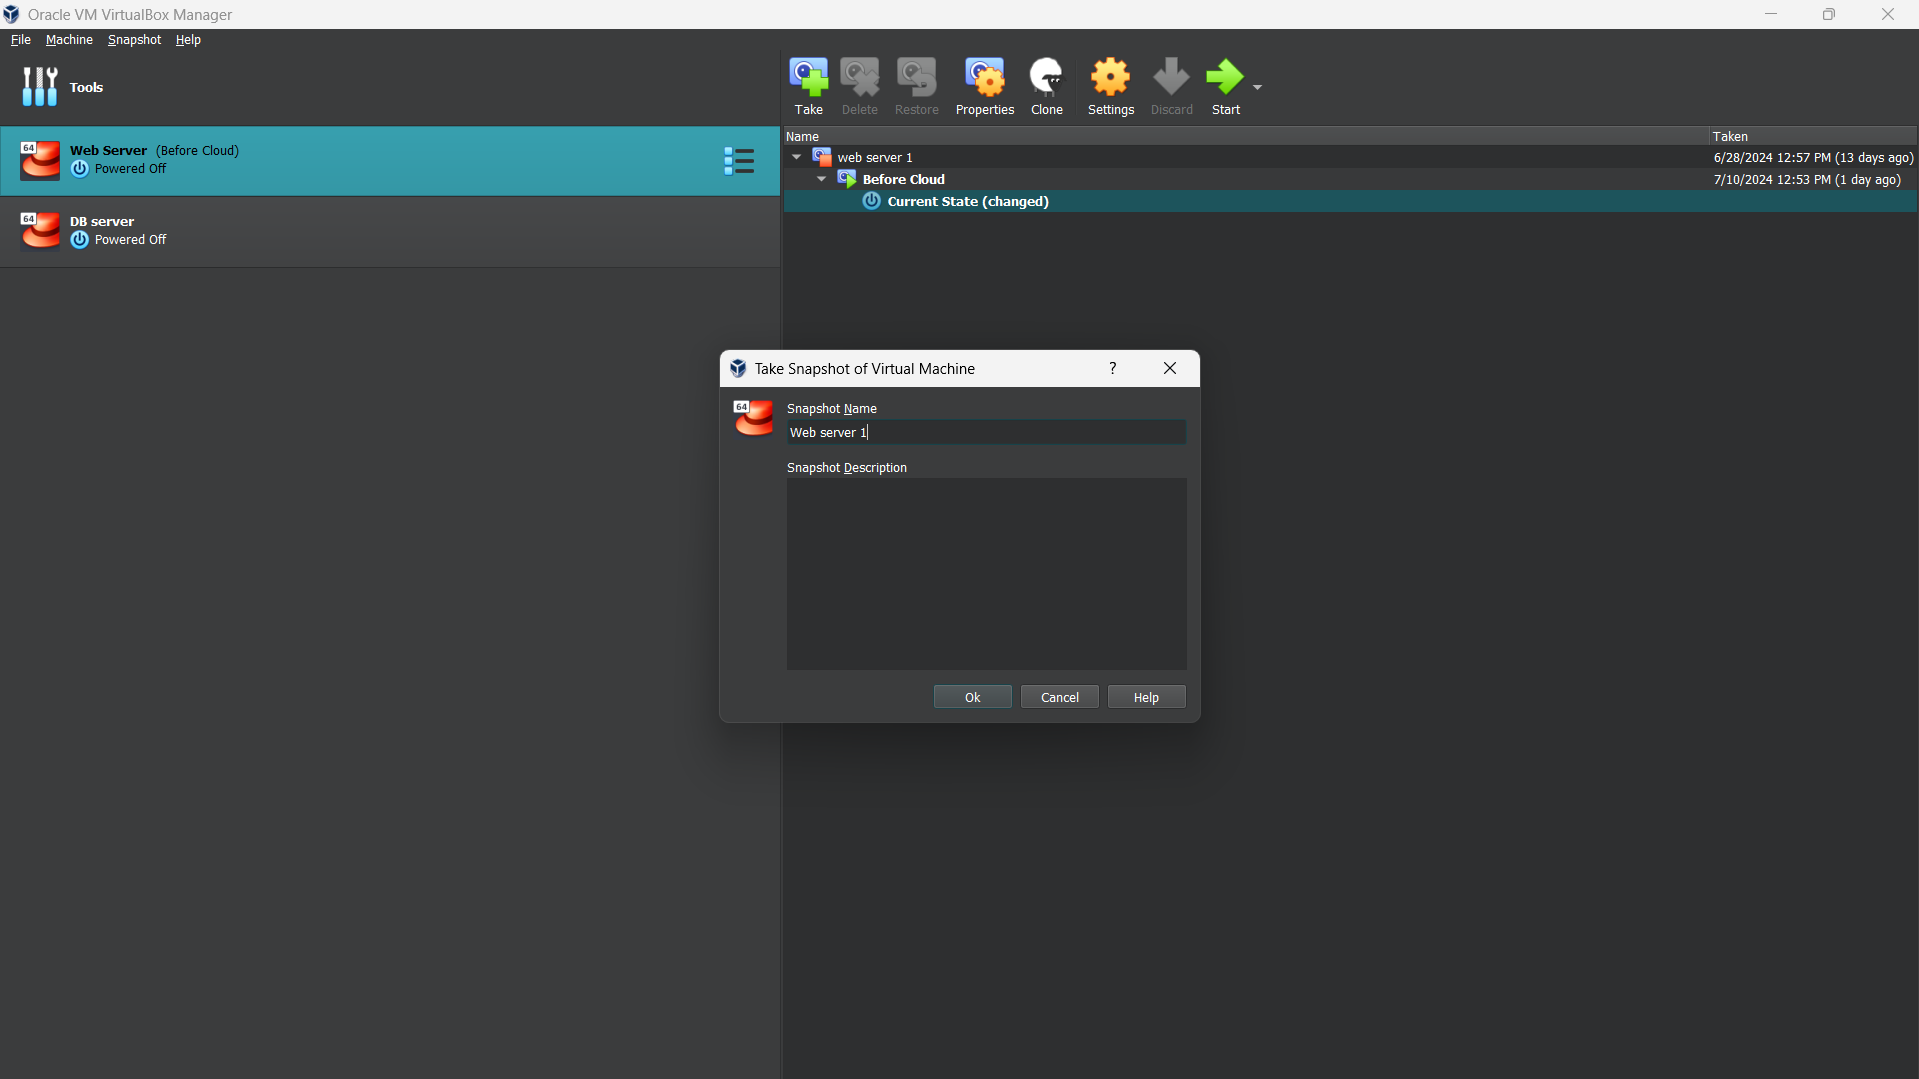 Oracle VM VirtualBox Manager
File Machine Snapshot Help
Tools
Take Delete Restore Properties Clone Settings Discard Start
64 Web Server (Before Cloud)
Powered Off
64 DB server
Powered Off
Name Taken
web server 1 6/28/2024 12:57 PM (13 days ago)
Before Cloud 7/10/2024 12:53 PM (1 day ago)
Current State (changed)
Take Snapshot of Virtual Machine ?
64 Snapshot Name
Web server 1
Snapshot Description
Ok Cancel Help